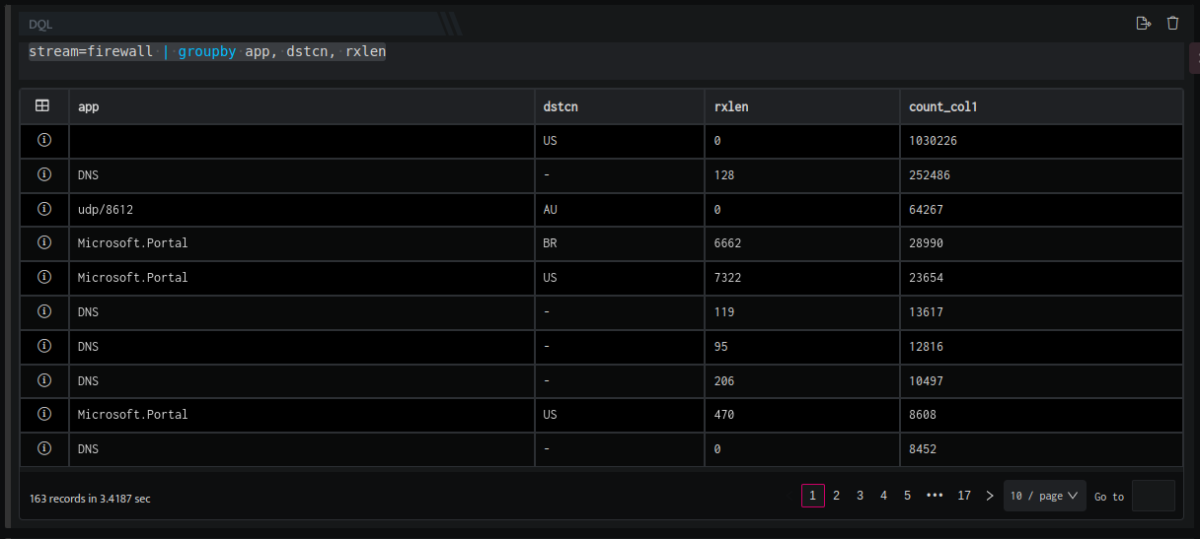 DQL
stream=firewall | groupby app, dstcn, rxlen
app dstcn rxlen count_col1
US 0 1030226
DNS - 128 252486
udp/8612 AU 0 64267
Microsoft.Portal BR 6662 28990
Microsoft.Portal US 7322 23654
DNS - 119 13617
DNS - 95 12816
DNS - 206 10497
Microsoft.Portal US 470 8608
DNS - 0 8452
163 records in 3.4187 sec 1 2 3 4 5 ••• 17 > 10 / page Go to